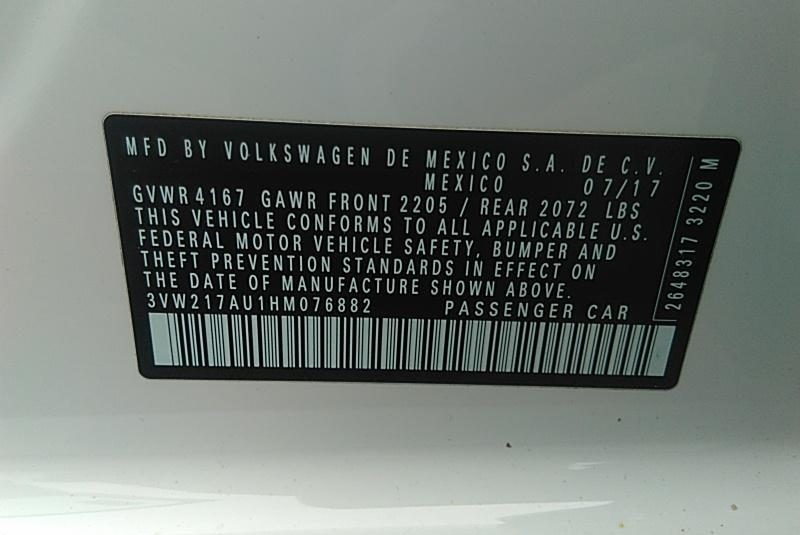 MFD BY VOLKSWAGEN DE MEXICO S.A. DE C.V.
MEXICO 07/17
GVWR 4167 GAWR FRONT 2205 / REAR 2072 LBS
THIS VEHICLE CONFORMS TO ALL APPLICABLE U.S.
FEDERAL MOTOR VEHICLE SAFETY, BUMPER AND
THEFT PREVENTION STANDARDS IN EFFECT ON
THE DATE OF MANUFACTURE SHOWN ABOVE.
3VW217AU1HM076882 PASSENGER CAR
2648317 3220 M